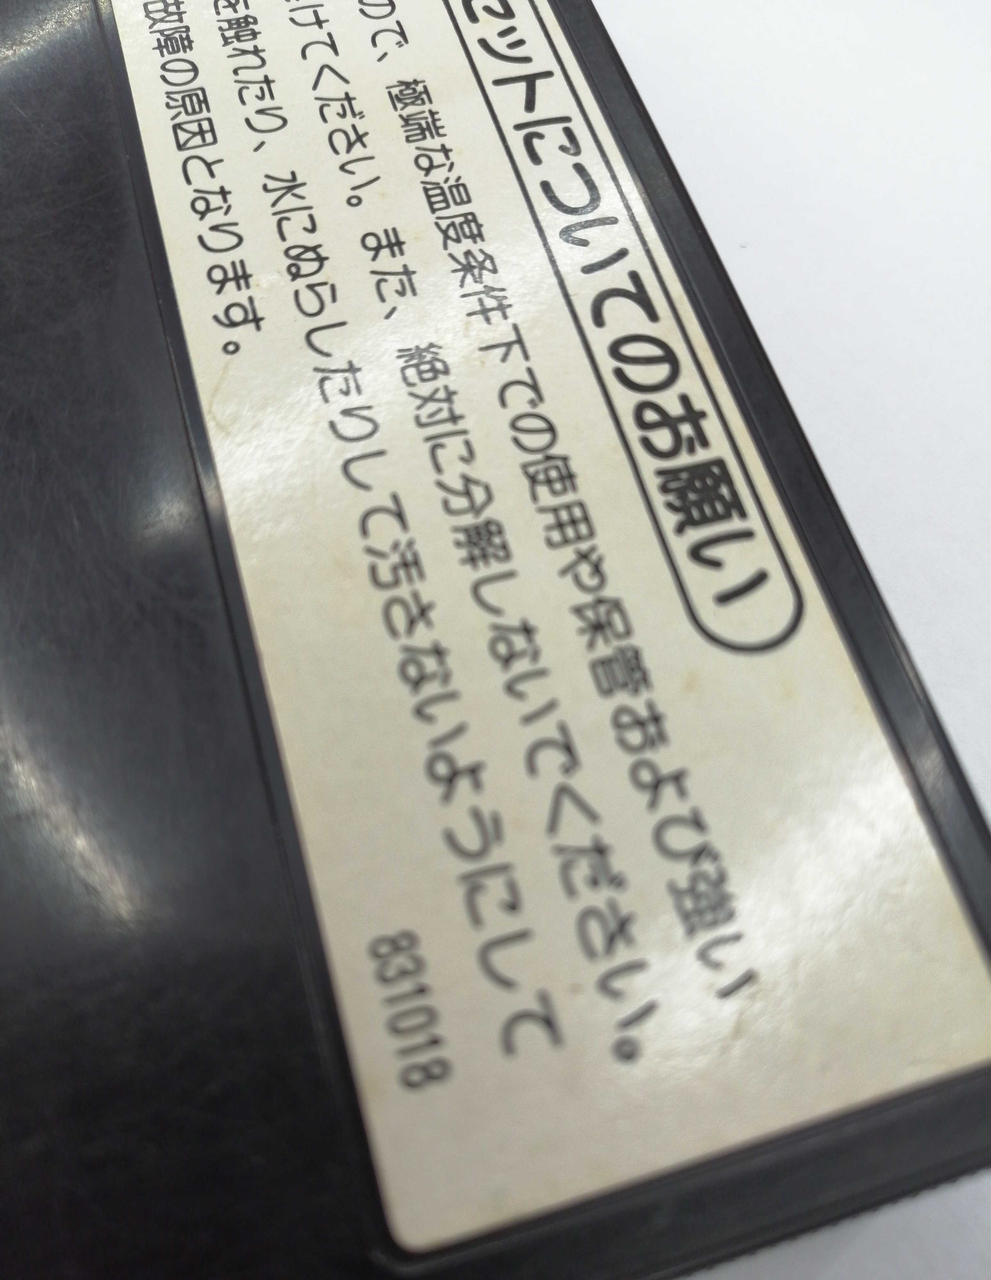 セットについてのお願い
ので、極端な温度条件下での使用や保管および強い
けてください。また、絶対に分解しないでください。
を触れたり、水にぬらしたりして汚さないようにして
故障の原因となります。
831018